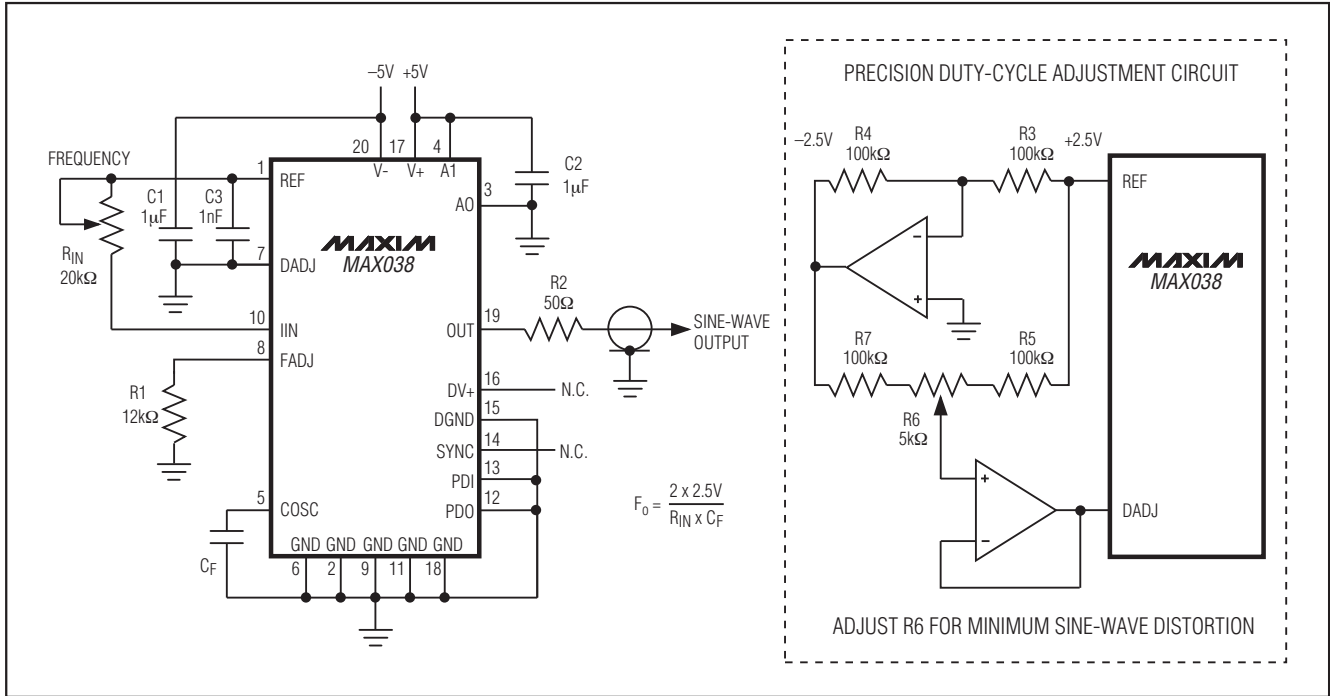 –5V +5V
20 17 4
V- V+ A1
FREQUENCY
1
REF
C1
1µF
C3
1nF
C2
1µF
3
AO
MAXIM
MAX038
RIN
20kΩ
7
DADJ
10
IIN
8
FADJ
R1
12kΩ
R2
50Ω
19
OUT
SINE-WAVE
OUTPUT
16
DV+
N.C.
15
DGND
14
SYNC
N.C.
13
PDI
12
PDO
5
COSC
CF
GND GND GND GND GND
6 2 9 11 18
Fo = 2 x 2.5V
RIN x CF
PRECISION DUTY-CYCLE ADJUSTMENT CIRCUIT
–2.5V
R4
100kΩ
R3
100kΩ
+2.5V
REF
MAXIM
MAX038
–
+
R7
100kΩ
R5
100kΩ
R6
5kΩ
+
–
DADJ
ADJUST R6 FOR MINIMUM SINE-WAVE DISTORTION